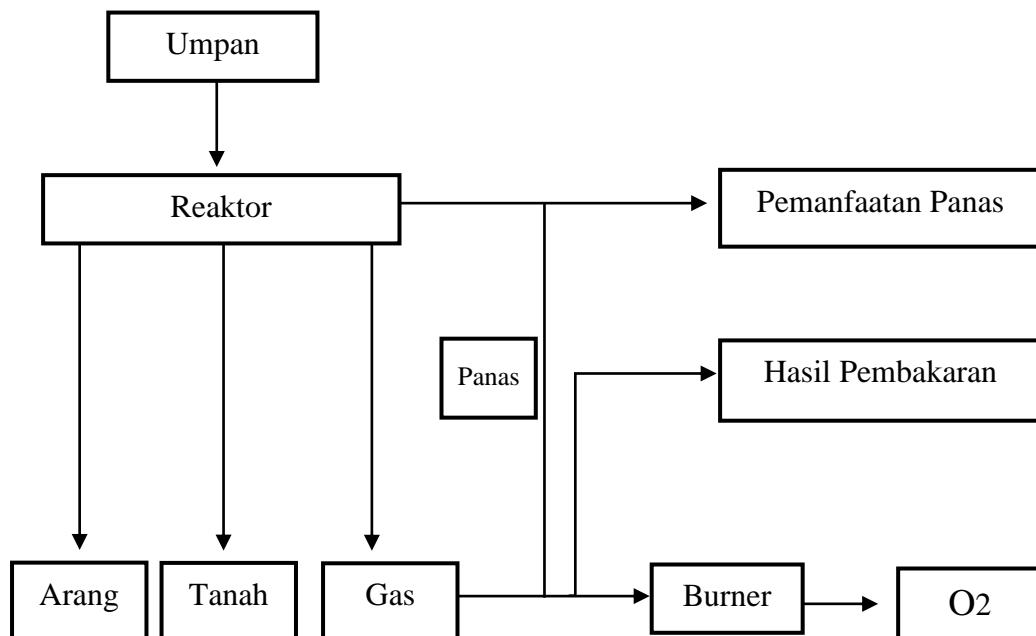 Umpan
Reaktor
Pemanfaatan Panas
Panas
Hasil Pembakaran
Arang
Tanah
Gas
Burner
O2